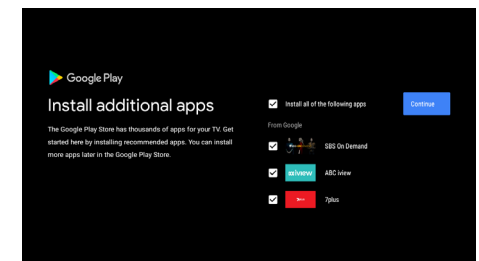 Google Play
Install additional apps
The Google Play Store has thousands of apps for your TV. Get
started here by installing recommended apps. You can install
more apps later in the Google Play Store.
Install all of the following apps
Continue
From Google
SBS On Demand
iview
ABC iview
7plus